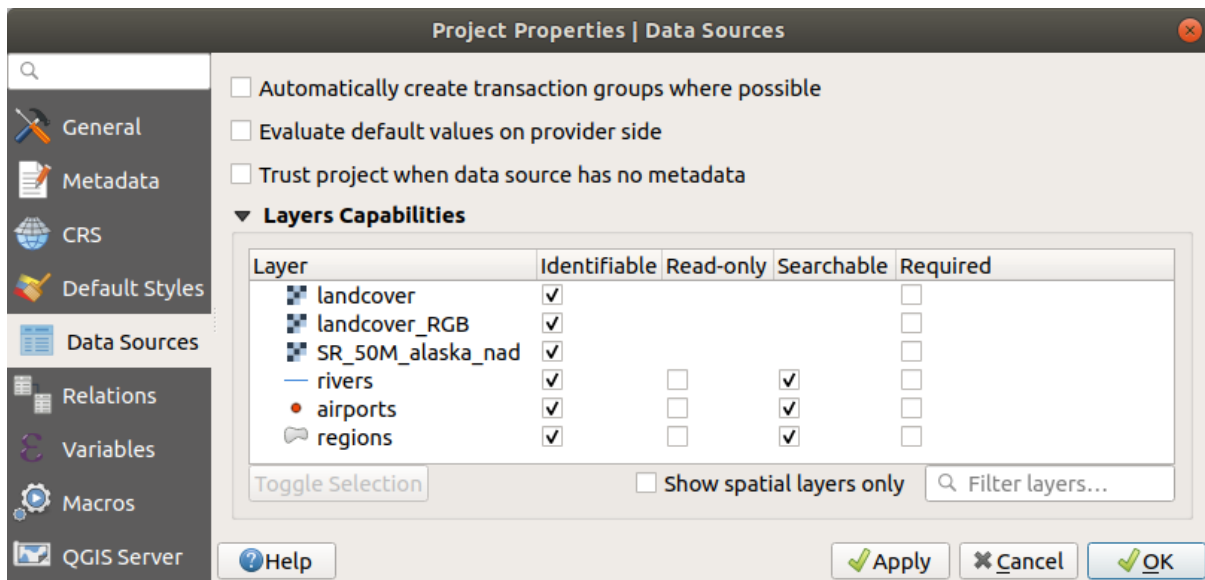 Project Properties | Data Sources
General
Metadata
CRS
Default Styles
Data Sources
Relations
Variables
Macros
QGIS Server
Automatically create transaction groups where possible
Evaluate default values on provider side
Trust project when data source has no metadata
Layers Capabilities
Layer Identifiable Read-only Searchable Required
landcover
landcover_RGB
SR_50M_alaska_nad
rivers
airports
regions
Toggle Selection Show spatial layers only Filter layers...
Help Apply Cancel OK